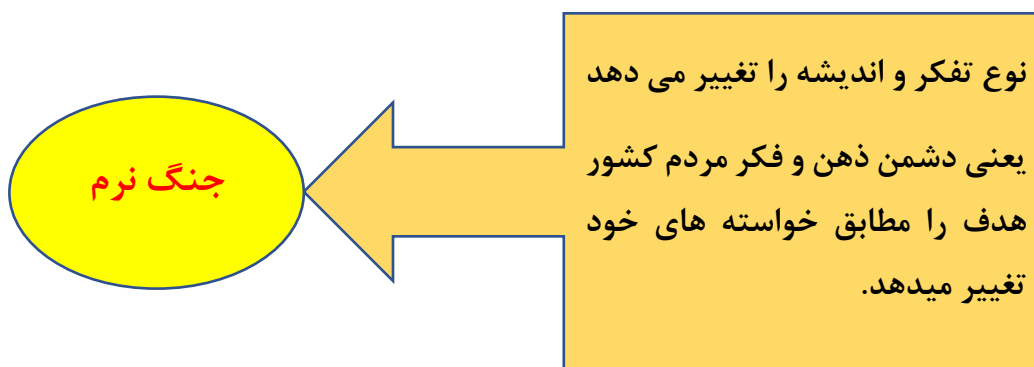 نوع تفکر و اندیشه را تغییر می دهد
یعنی دشمن ذهن و فکر مردم کشور
هدف را مطابق خواسته های خود
تغییر میدهد.
جنگ نرم